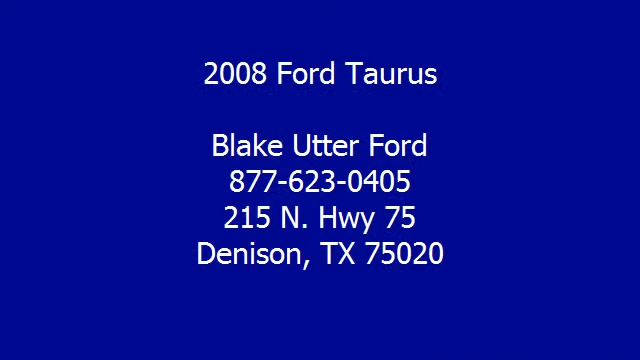 2008 Ford Taurus
Blake Utter Ford
877-623-0405
215 N. Hwy 75
Denison, TX 75020